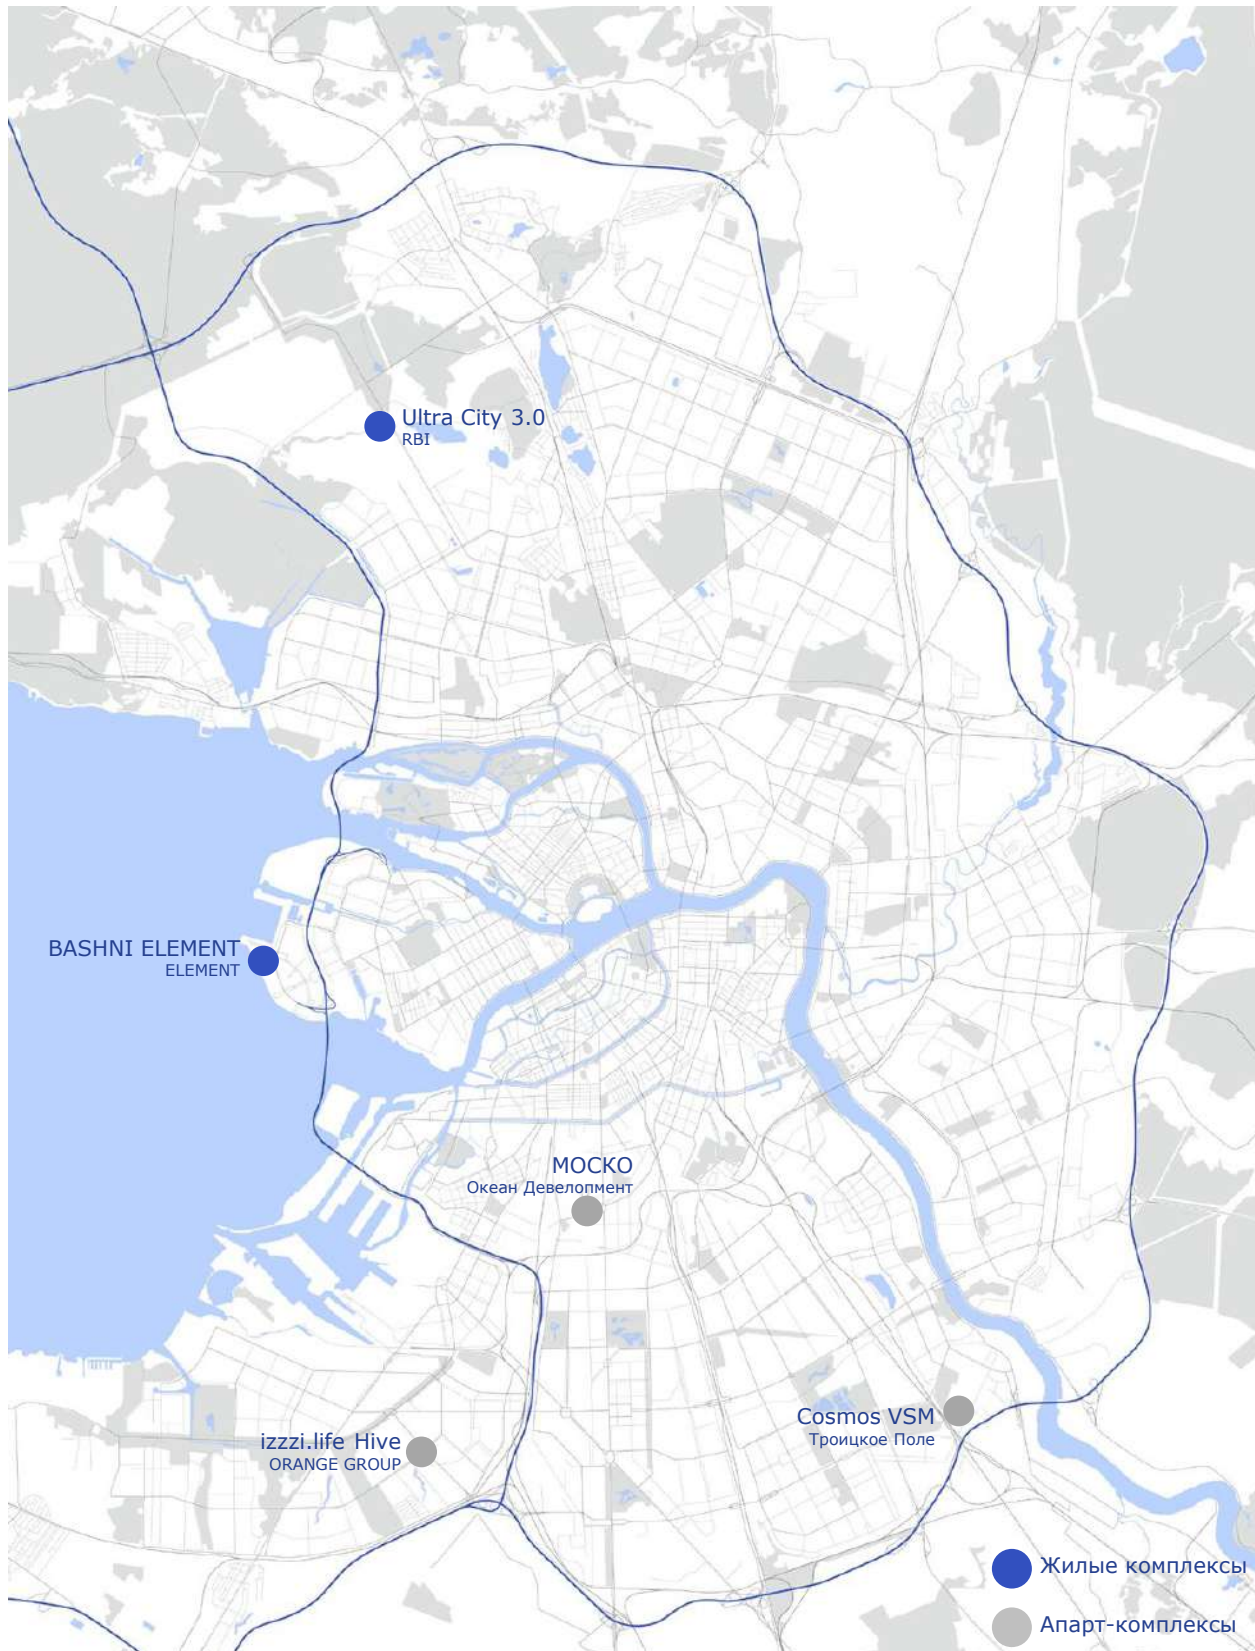 Ultra City 3.0
RBI
BASHNI ELEMENT
ELEMENT
МОСКО
Океан Девелопмент
Cosmos VSM
Троицкое Поле
izzzi.life Hive
ORANGE GROUP
Жилые комплексы
Апарт-комплексы